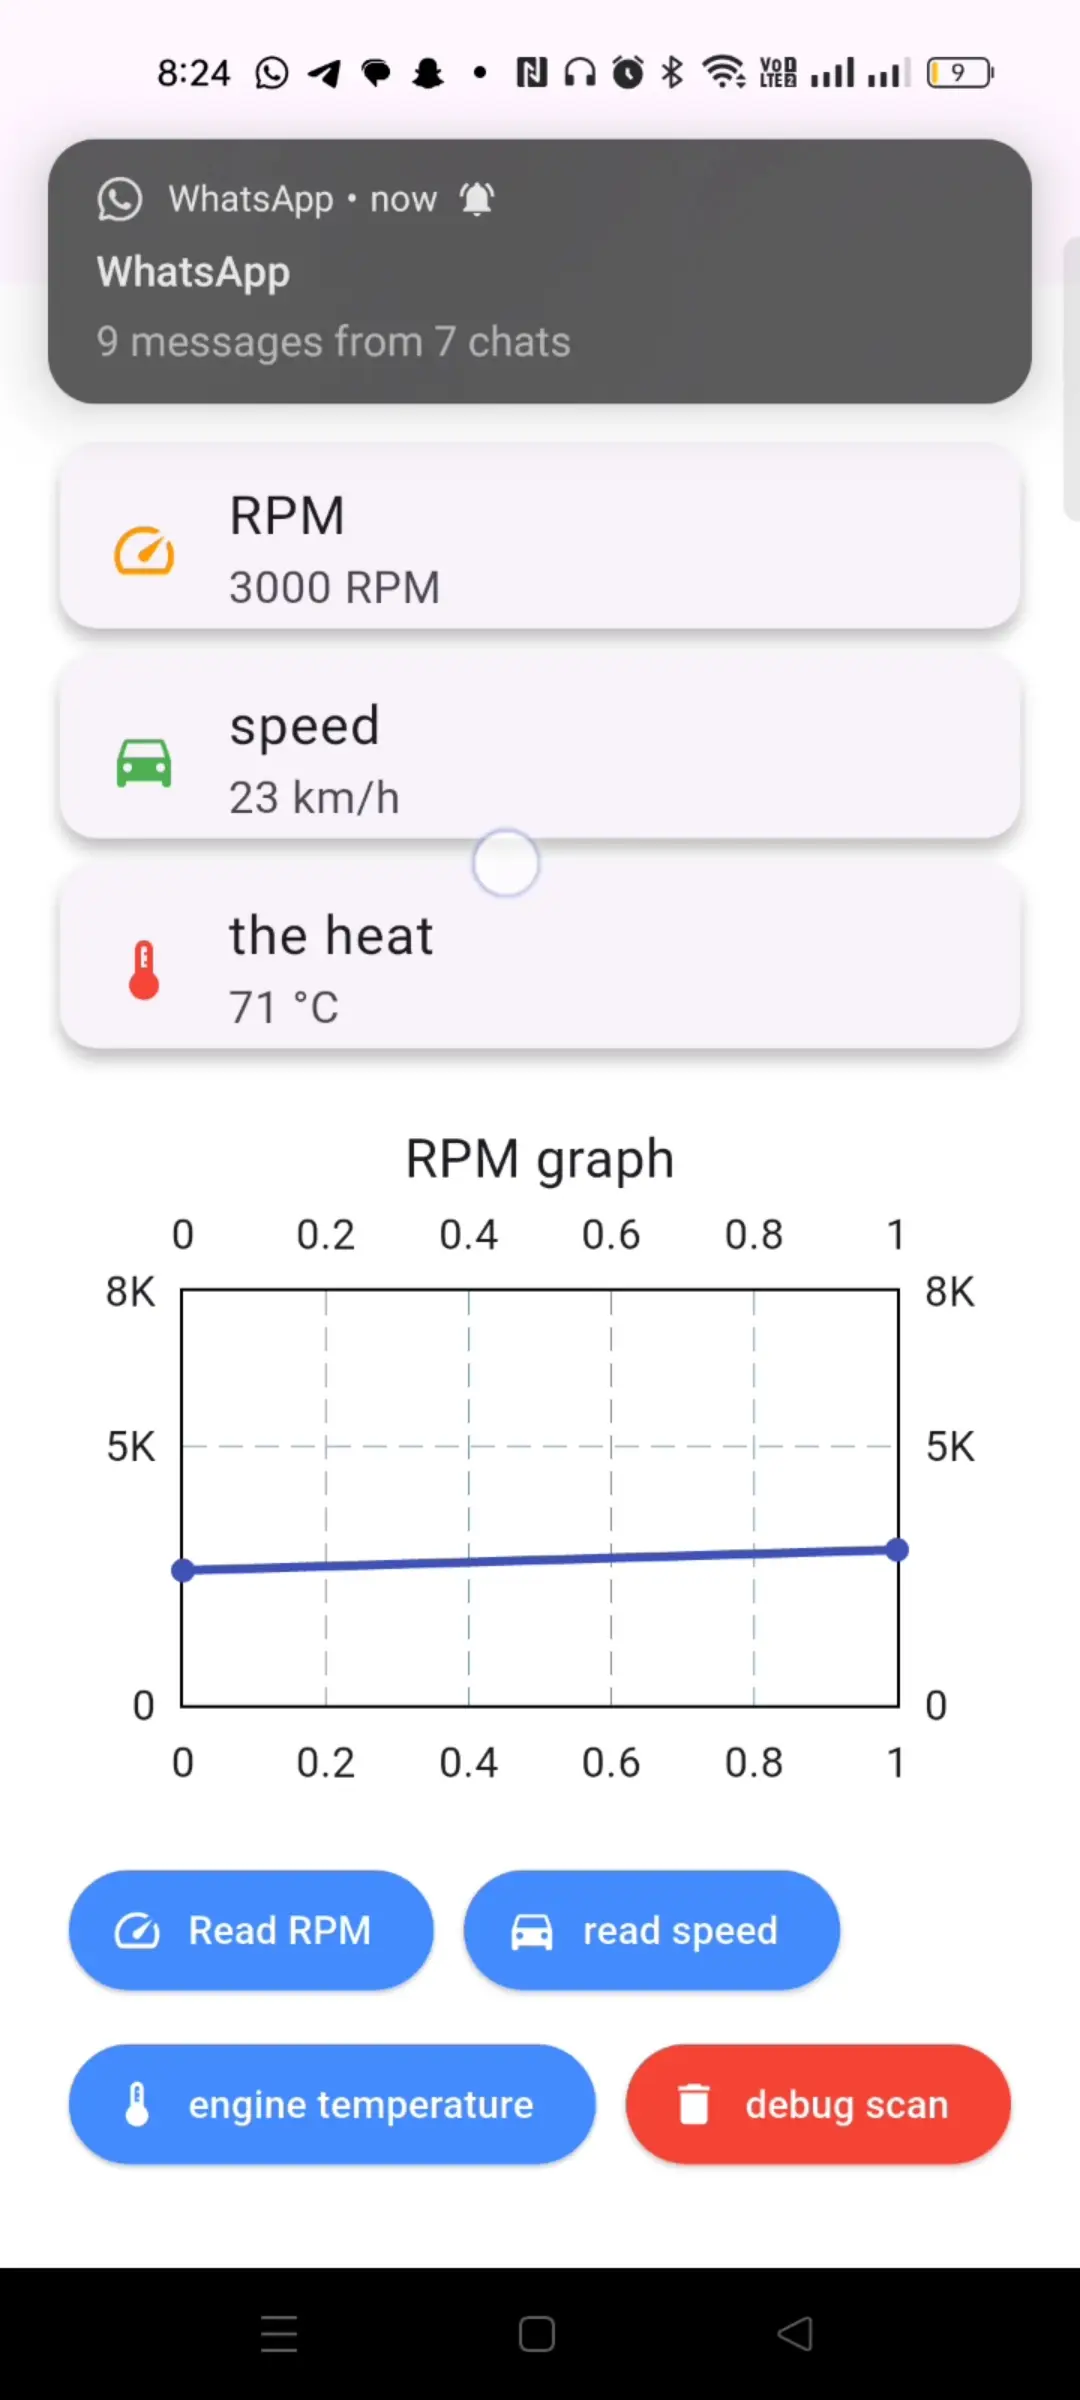 8:24
VoD LTE2
9
WhatsApp • now
WhatsApp
9 messages from 7 chats
RPM
3000 RPM
speed
23 km/h
the heat
71 °C
RPM graph
0 0.2 0.4 0.6 0.8 1
8K 8K
5K 5K
0 0
0 0.2 0.4 0.6 0.8 1
Read RPM
read speed
engine temperature
debug scan